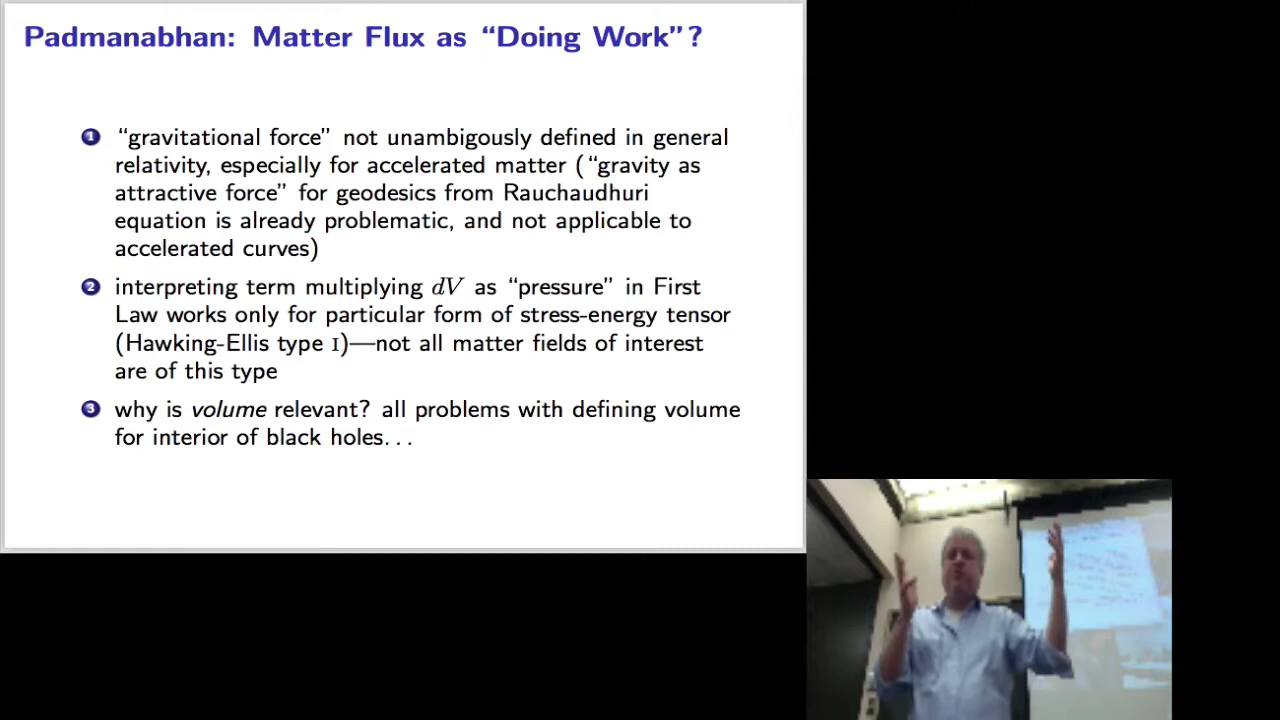 Padmanabhan: Matter Flux as “Doing Work”?
1 “gravitational force” not unambigously defined in general
relativity, especially for accelerated matter (“gravity as
attractive force” for geodesics from Rauchaudhuri
equation is already problematic, and not applicable to
accelerated curves)
2 interpreting term multiplying dV as “pressure” in First
Law works only for particular form of stress-energy tensor
(Hawking-Ellis type I)—not all matter fields of interest
are of this type
3 why is volume relevant? all problems with defining volume
for interior of black holes...